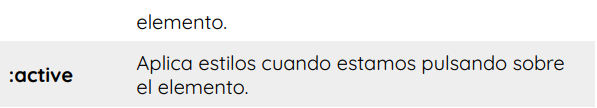 elemento.
:active
Aplica estilos cuando estamos pulsando sobre
el elemento.